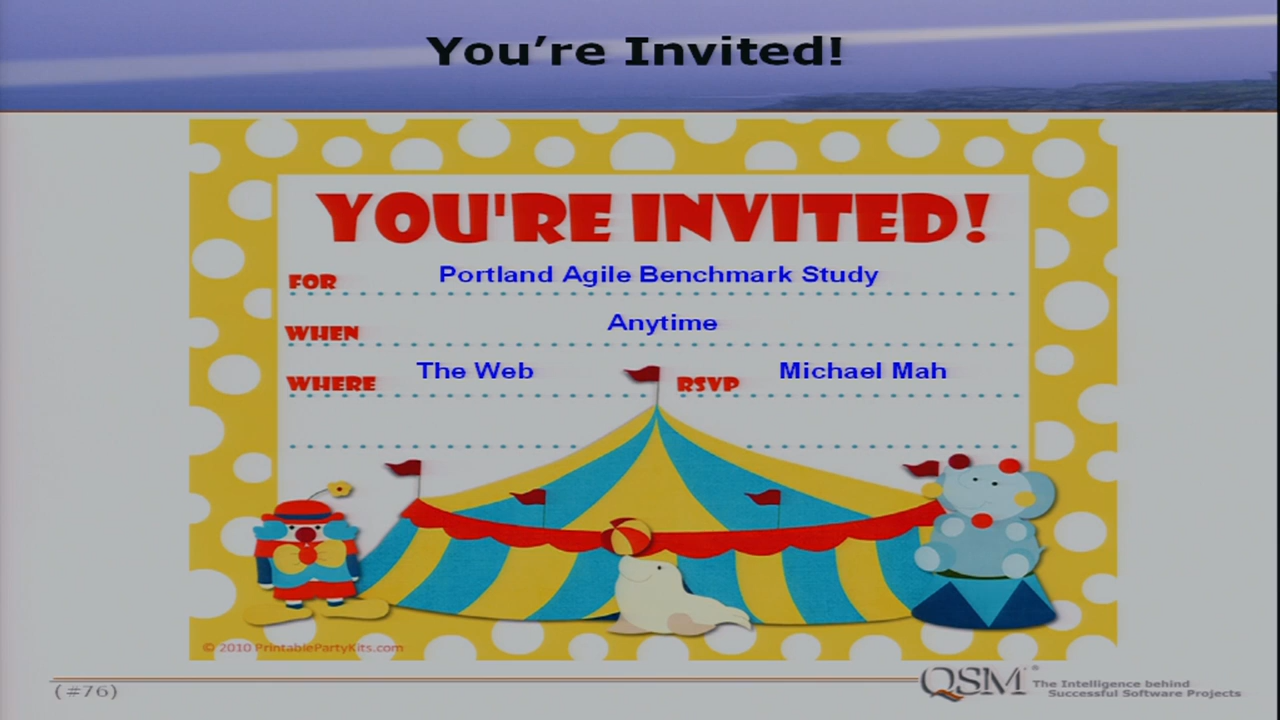 You're Invited!
YOU'RE INVITED!
FOR Portland Agile Benchmark Study
WHEN Anytime
WHERE The Web RSVP Michael Mah
© 2010 PrintablePartyKits.com
(#76)
QSM®
The Intelligence behind
Successful Software Projects